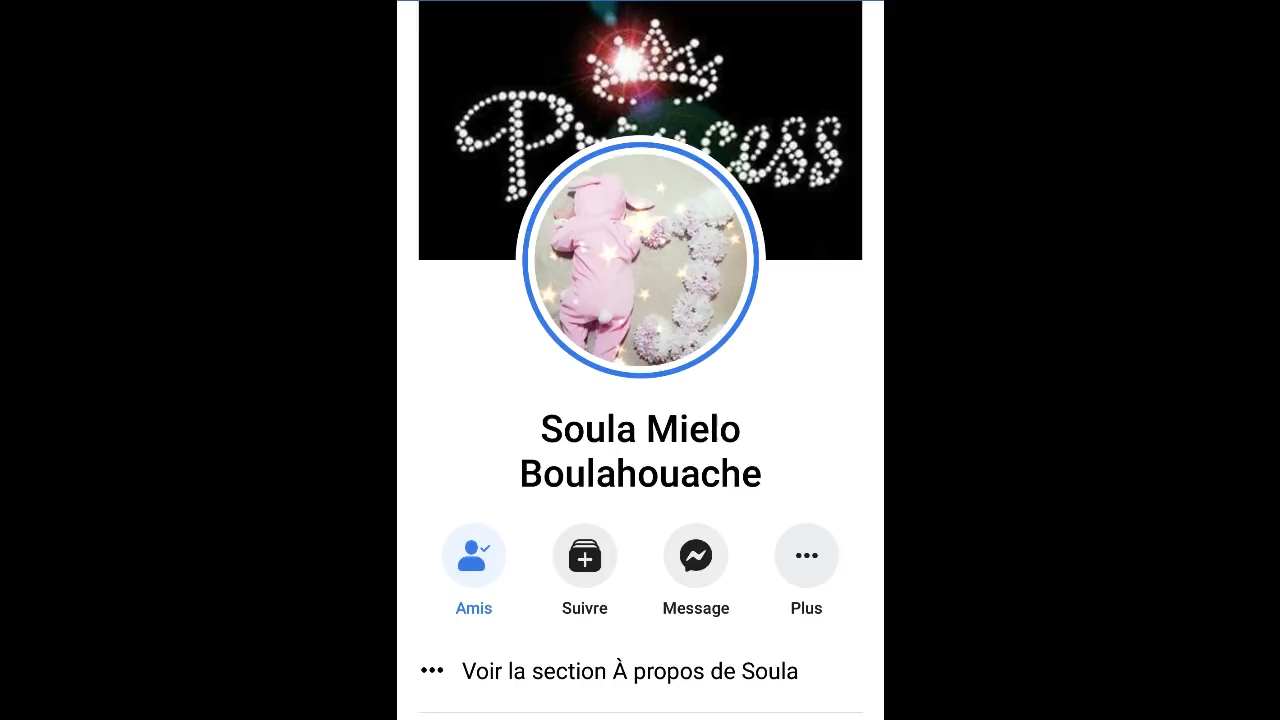 Princess
Soula Mielo
Boulahouache
Amis
Suivre
Message
Plus
Voir la section À propos de Soula